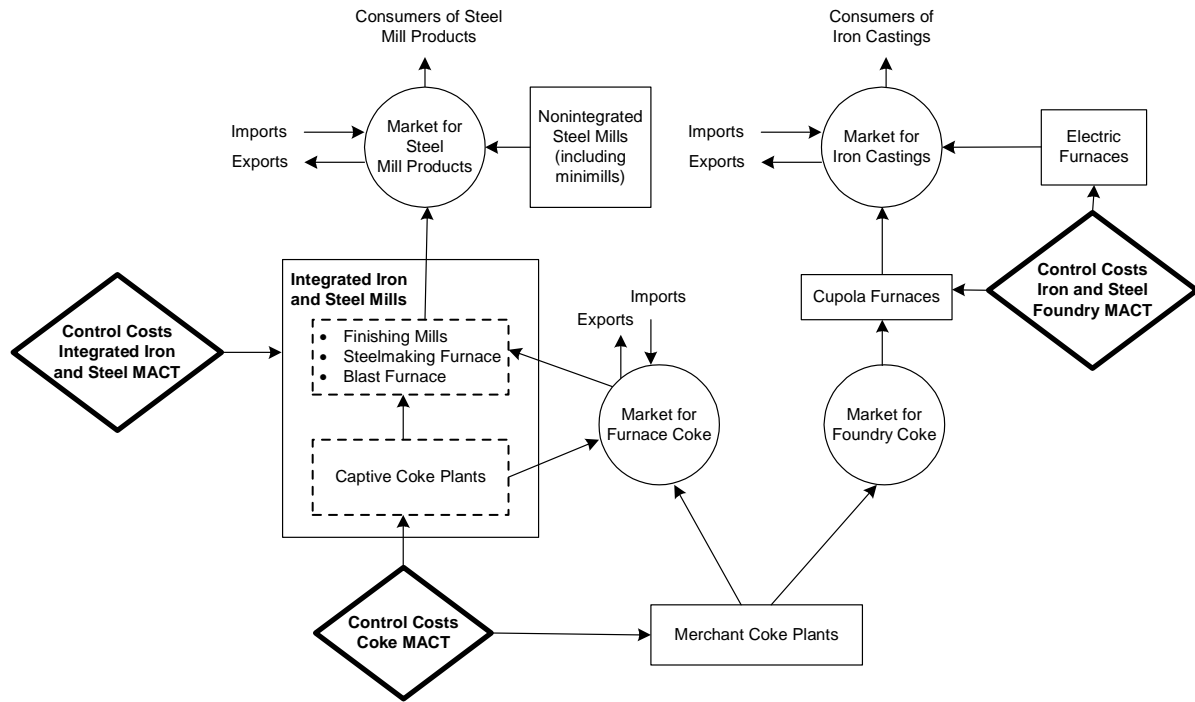 Consumers of Steel
Mill Products
Consumers of
Iron Castings
Imports
Exports
Market for
Steel
Mill Products
Nonintegrated
Steel Mills
(including
minimills)
Imports
Exports
Market for
Iron Castings
Electric
Furnaces
Control Costs
Integrated Iron
and Steel MACT
Integrated Iron
and Steel Mills
• Finishing Mills
• Steelmaking Furnace
• Blast Furnace
Captive Coke Plants
Imports
Exports
Market for
Furnace Coke
Cupola Furnaces
Market for
Foundry Coke
Control Costs
Iron and Steel
Foundry MACT
Control Costs
Coke MACT
Merchant Coke Plants